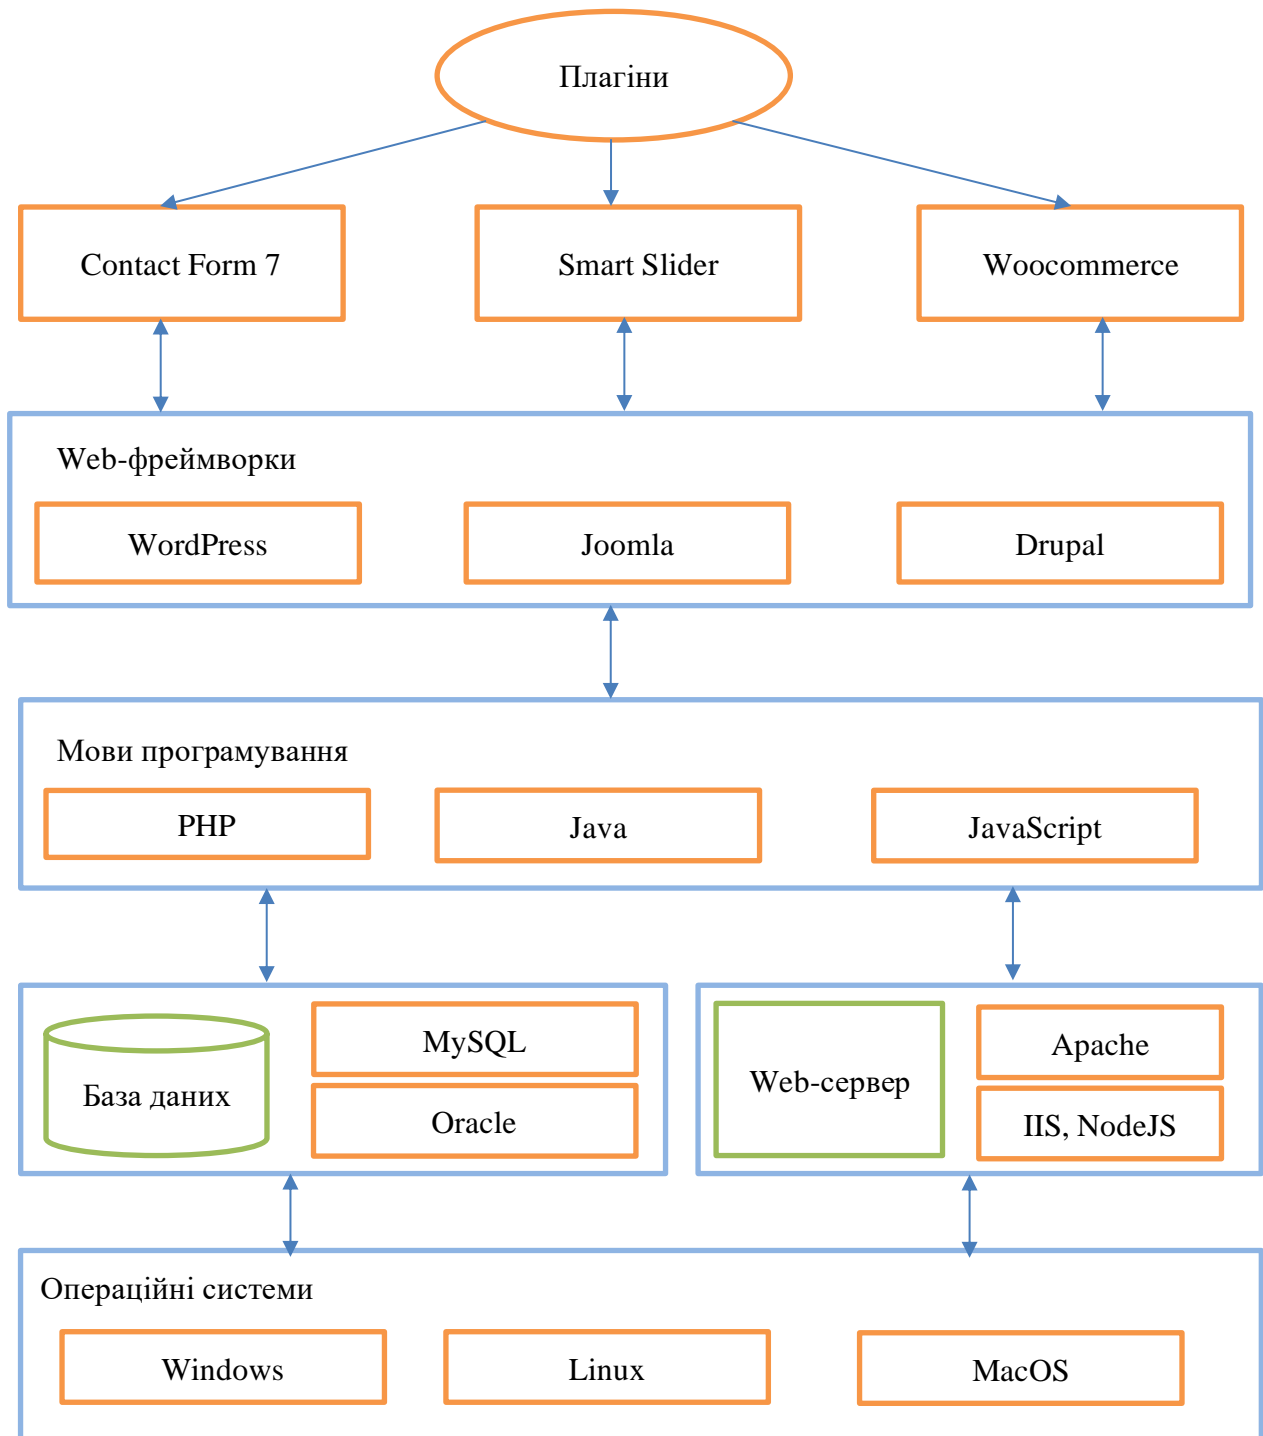 Плагіни
Contact Form 7
Smart Slider
Woocommerce
Web-фреймворки
WordPress
Joomla
Drupal
Мови програмування
PHP
Java
JavaScript
База даних
MySQL
Oracle
Web-сервер
Apache
IIS, NodeJS
Операційні системи
Windows
Linux
MacOS